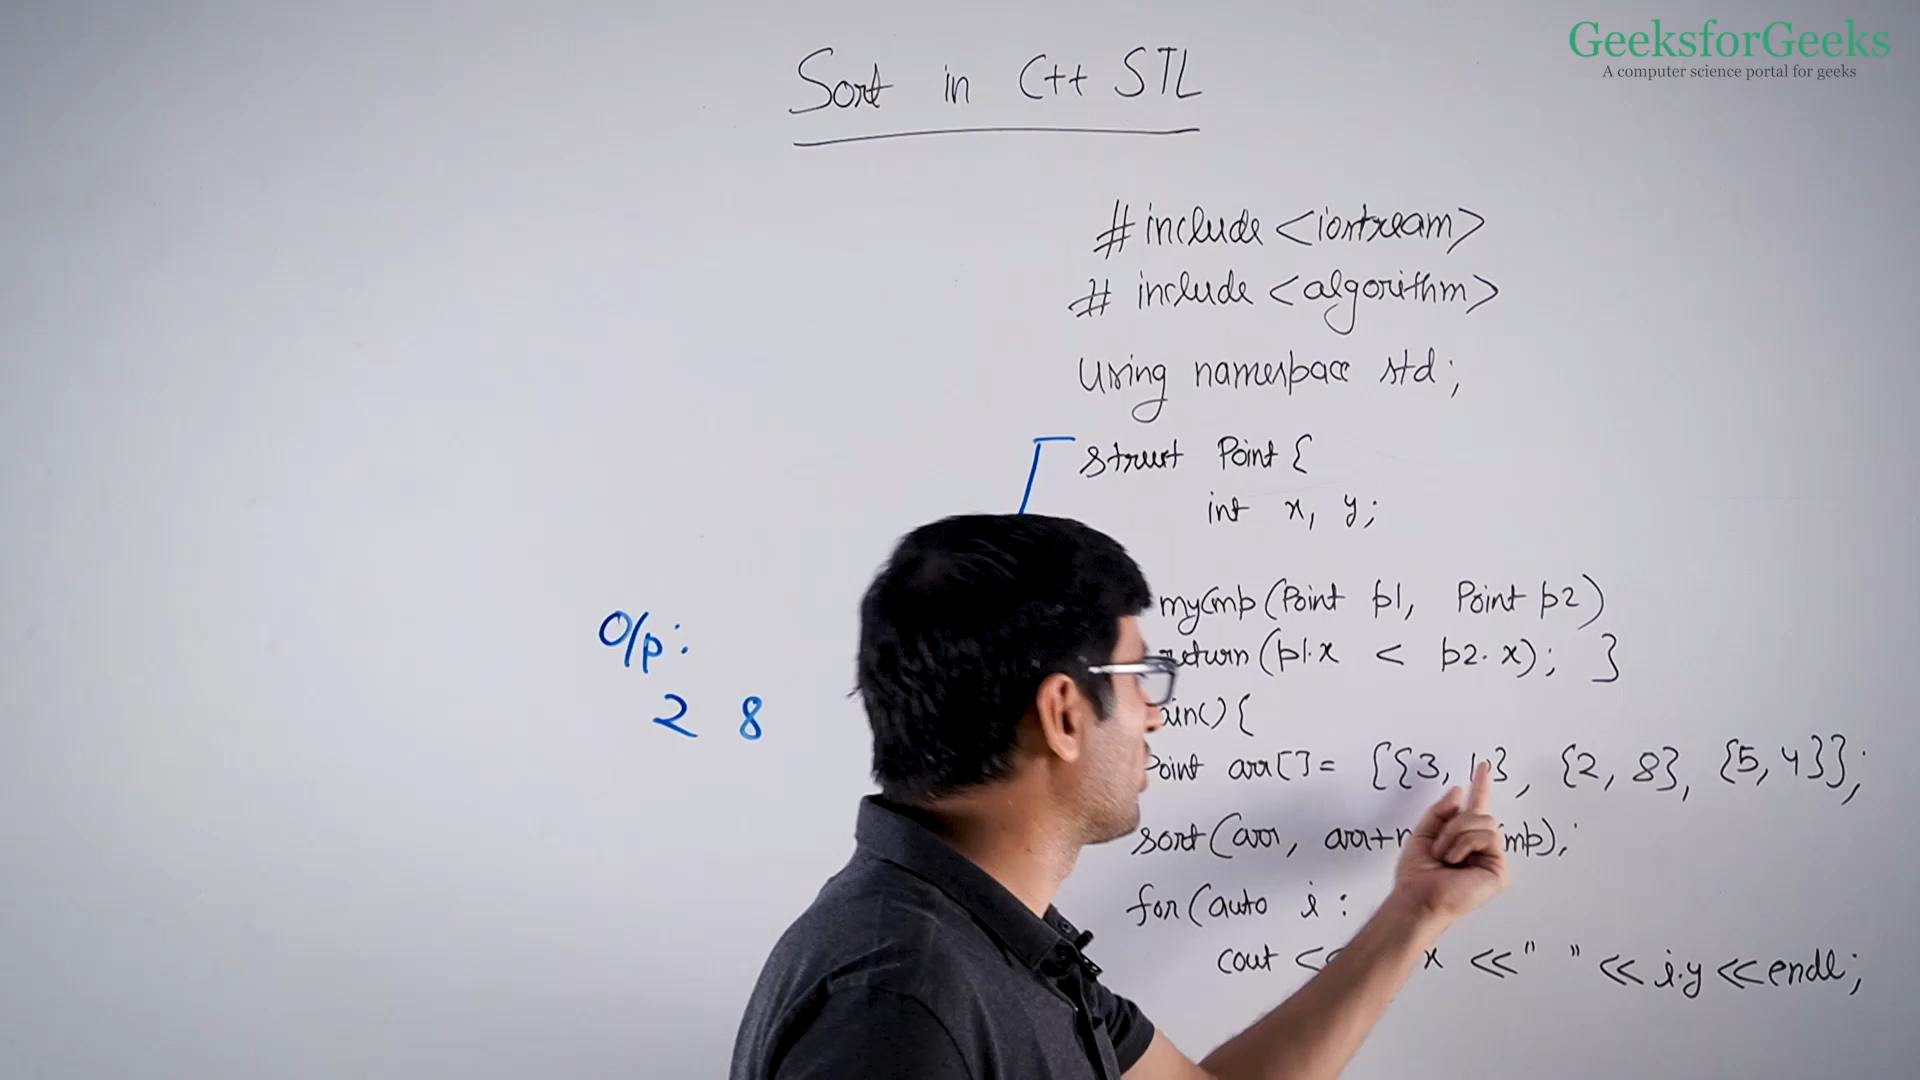 GeeksforGeeks
A computer science portal for geeks
Sort in C++ STL
#include <iostream>
# include <algorithm>
using namespace std;
struct Point {
int x, y;
myCmp (Point p1, Point p2)
return (p1.x < p2.x); }
O/p:
2 8
Point arr[] = {{3, }, {2, 8}, {5, 4}};
sort(arr,
for (auto i :
cout << x << " " << i.y << endl;